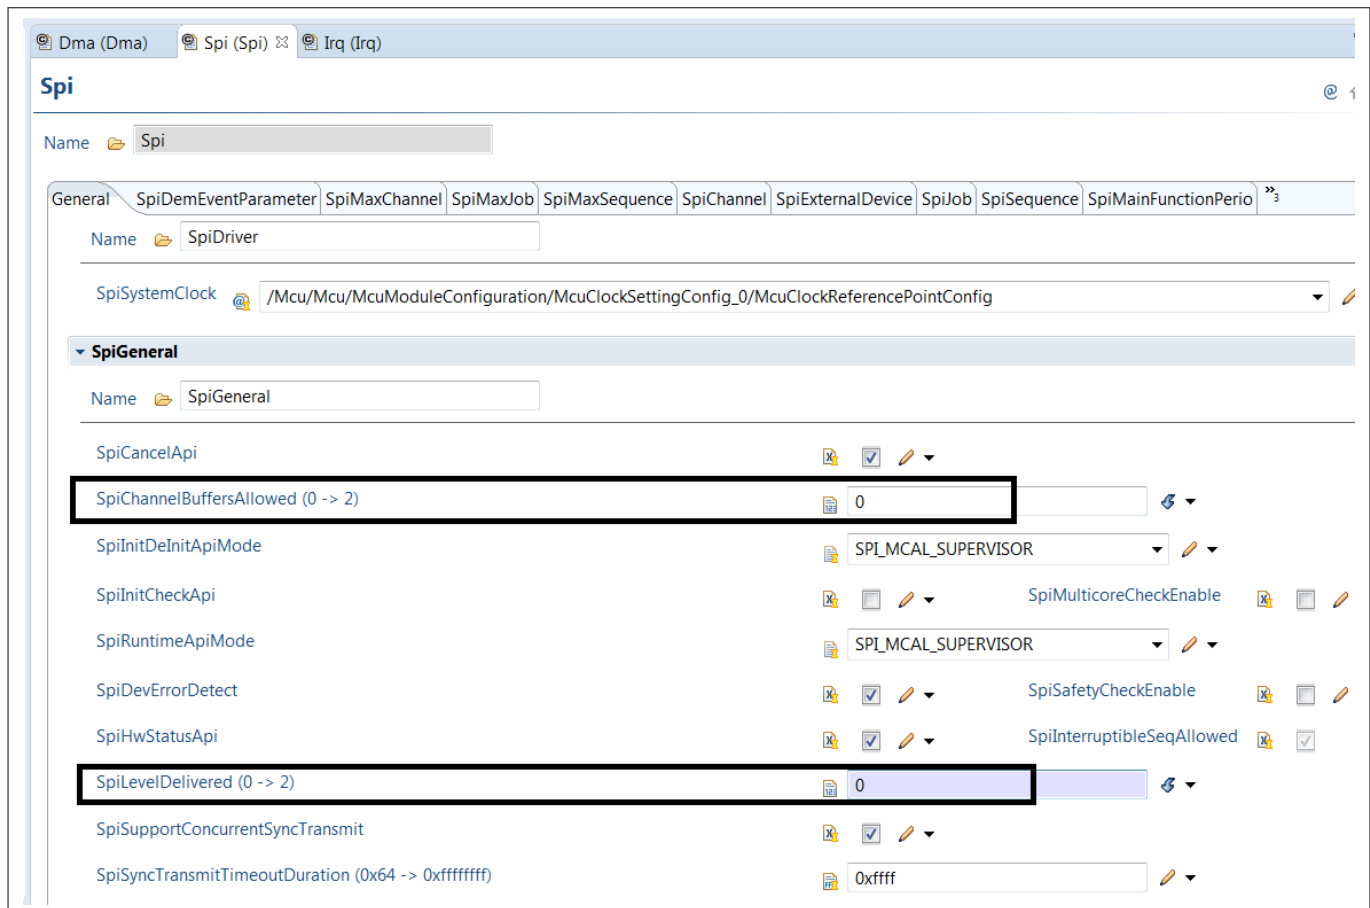 Dma (Dma) Spi (Spi) Irq (Irq)
Spi
Name Spi
General SpiDemEventParameter SpiMaxChannel SpiMaxJob SpiMaxSequence SpiChannel SpiExternalDevice SpiJob SpiSequence SpiMainFunctionPerio »3
Name SpiDriver
SpiSystemClock /Mcu/Mcu/McuModuleConfiguration/McuClockSettingConfig_0/McuClockReferencePointConfig
SpiGeneral
Name SpiGeneral
SpiCancelApi
SpiChannelBuffersAllowed (0 -> 2) 0
SpiInitDeInitApiMode SPI_MCAL_SUPERVISOR
SpiInitCheckApi SpiMulticoreCheckEnable
SpiRuntimeApiMode SPI_MCAL_SUPERVISOR
SpiDevErrorDetect SpiSafetyCheckEnable
SpiHwStatusApi SpiInterruptibleSeqAllowed
SpiLevelDelivered (0 -> 2) 0
SpiSupportConcurrentSyncTransmit
SpiSyncTransmitTimeoutDuration (0x64 -> 0xffffffff) 0xffff